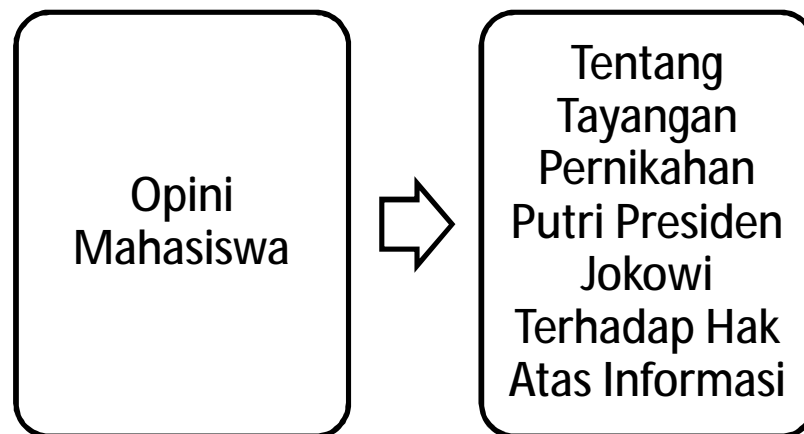 Opini
Mahasiswa
Tentang
Tayangan
Pernikahan
Putri Presiden
Jokowi
Terhadap Hak
Atas Informasi